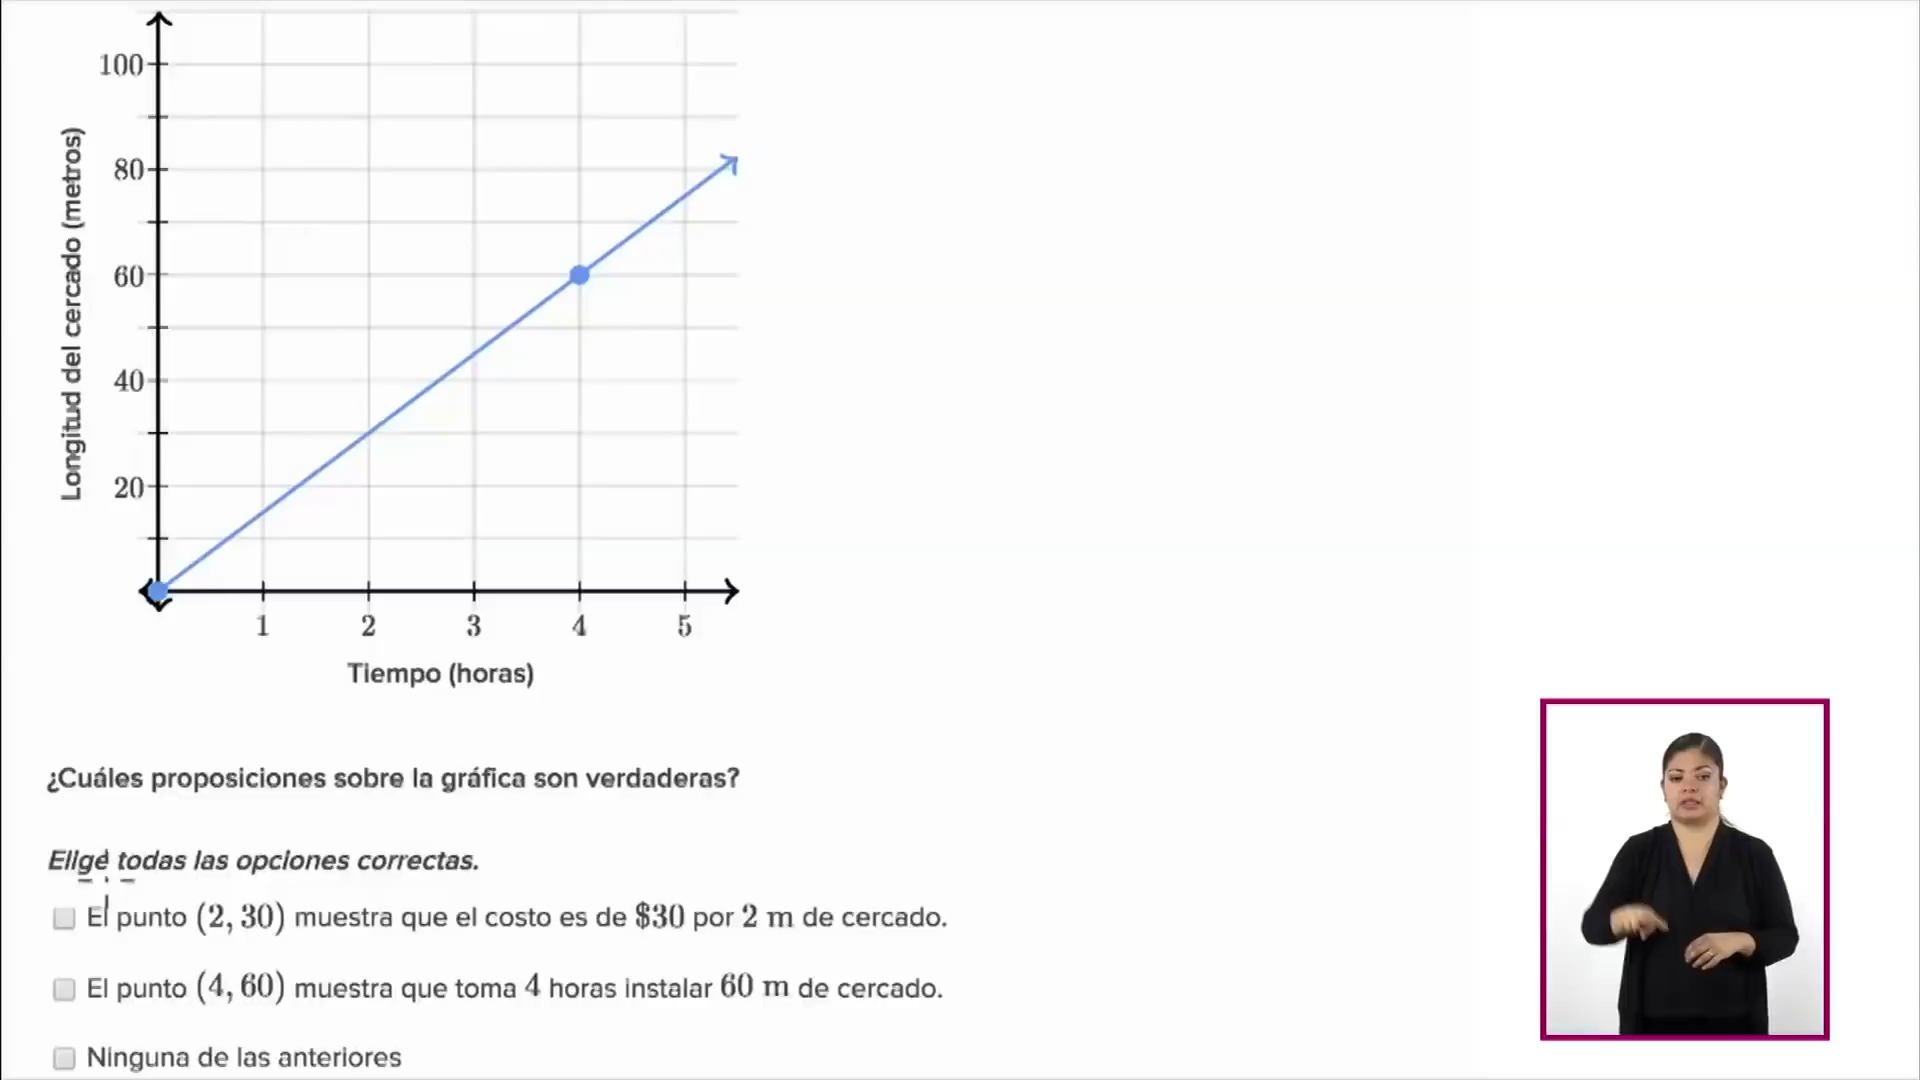 100
80
60
40
20
Longitud del cercado (metros)
1 2 3 4 5
Tiempo (horas)
¿Cuáles proposiciones sobre la gráfica son verdaderas?
Elige todas las opciones correctas.
El punto (2, 30) muestra que el costo es de $30 por 2 m de cercado.
El punto (4, 60) muestra que toma 4 horas instalar 60 m de cercado.
Ninguna de las anteriores